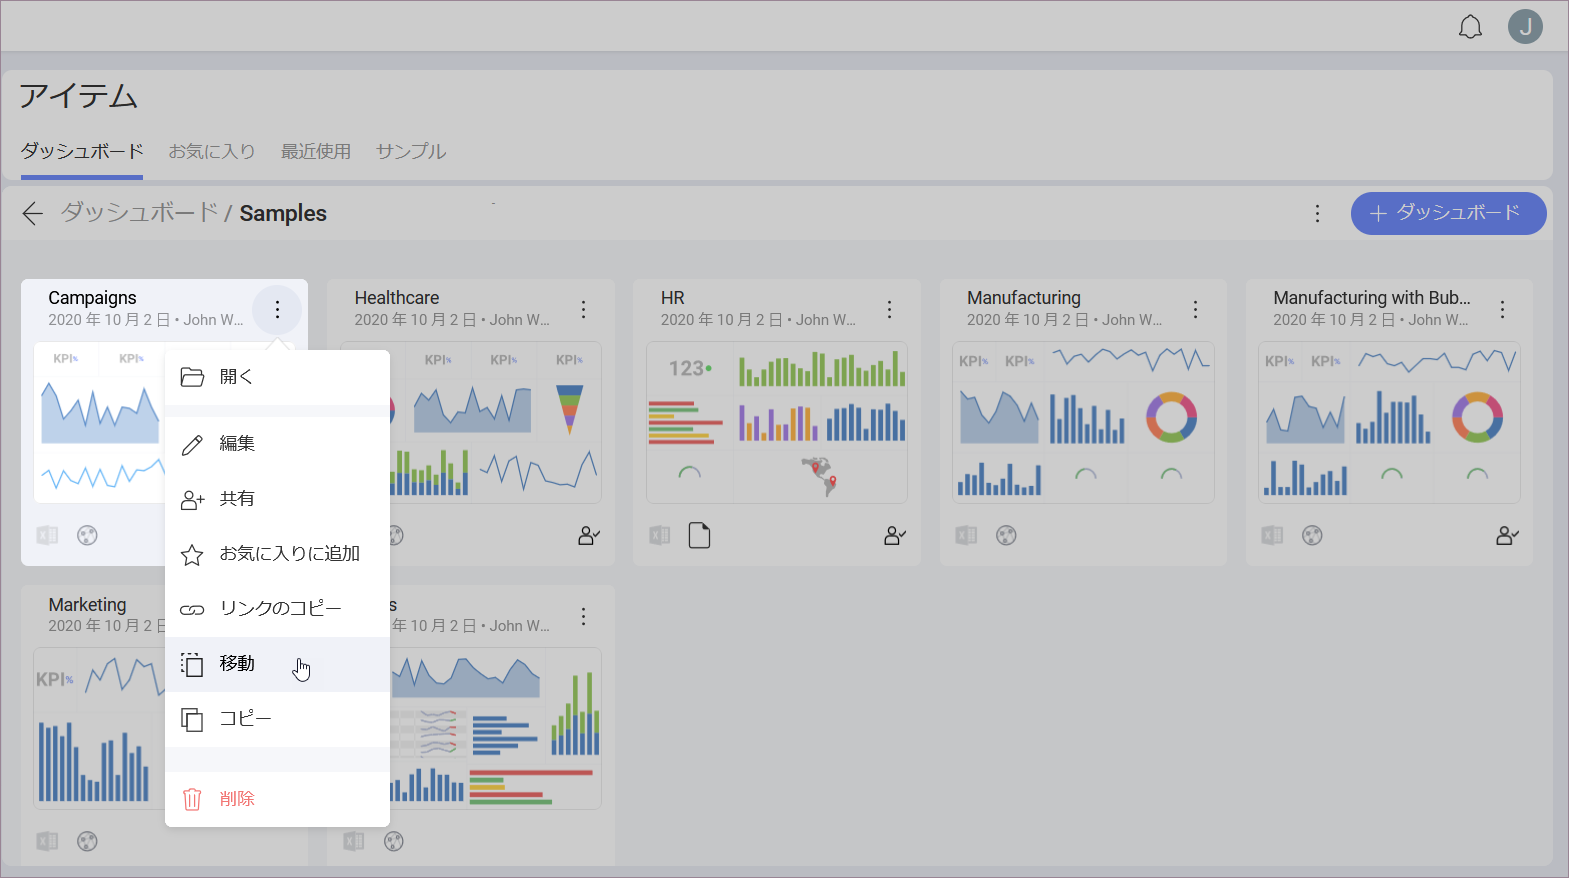 J
アイテム
ダッシュボード お気に入り 最近使用 サンプル
ダッシュボード / Samples
＋ ダッシュボード
Campaigns
2020 年 10 月 2 日 • John W...
KPI% KPI%
Healthcare
2020 年 10 月 2 日 • John W...
KPI% KPI% KPI%
HR
2020 年 10 月 2 日 • John W...
123
Manufacturing
2020 年 10 月 2 日 • John W...
KPI% KPI%
Manufacturing with Bub...
2020 年 10 月 2 日 • John W...
KPI% KPI%
開く
編集
共有
お気に入りに追加
リンクのコピー
移動
コピー
削除
Marketing
2020 年 10 月 2 日
KPI%
s
年 10 月 2 日 • John W...